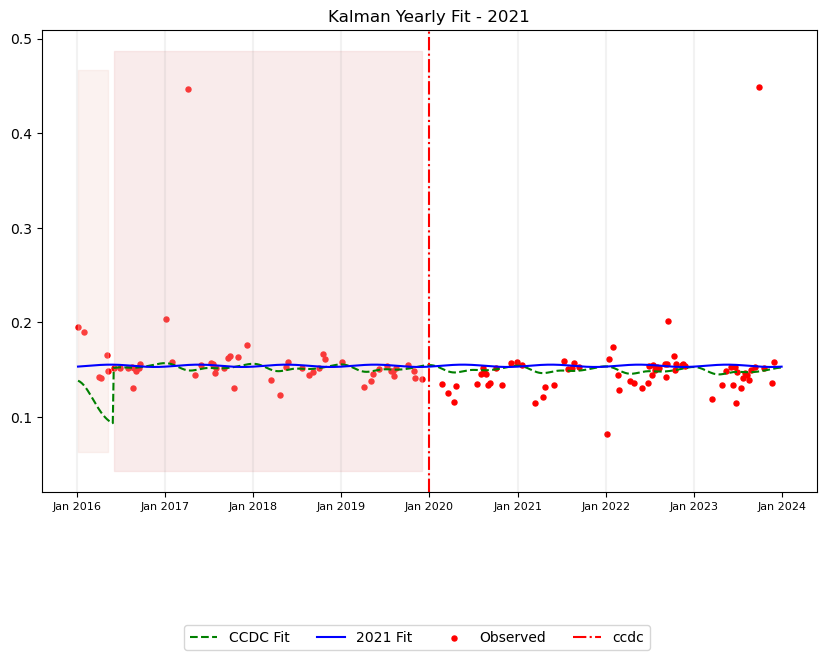 Kalman Yearly Fit - 2021
0.5
0.4
0.3
0.2
0.1
Jan 2016 Jan 2017 Jan 2018 Jan 2019 Jan 2020 Jan 2021 Jan 2022 Jan 2023 Jan 2024
CCDC Fit 2021 Fit Observed ccdc